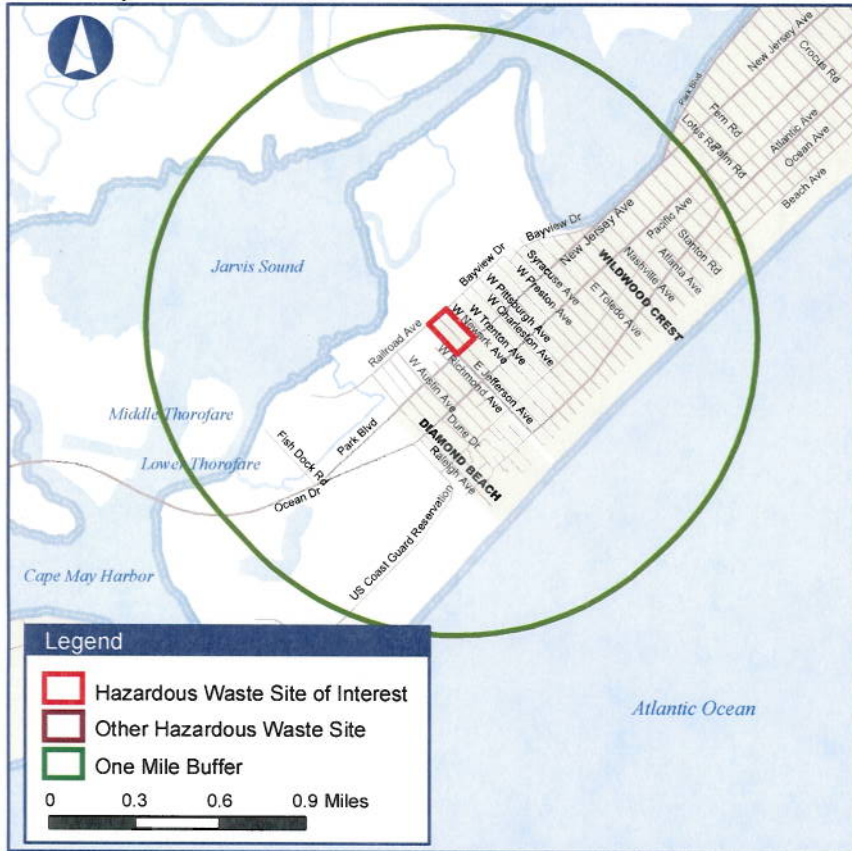 New Jersey Ave
Crocus Rd
Park Blvd
Fern Rd
Lotus Rd
Palm Rd
Atlantic Ave
Ocean Ave
Beach Ave
Pacific Ave
Stanton Rd
Bayview Dr
New Jersey Ave
Nashville Ave
Atlanta Ave
WILDWOOD CREST
Jarvis Sound
Bayview Dr
Syracuse Ave
W Preston Ave
E Toledo Ave
W Pittsburgh Ave
W Charleston Ave
W Trenton Ave
W Newark Ave
Railroad Ave
W Richmond Ave
E Jefferson Ave
W Austin Ave
Dune Dr
DIAMOND BEACH
Raleigh Ave
Middle Thorofare
Park Blvd
Lower Thorofare
Fish Dock Rd
Ocean Dr
US Coast Guard Reservation
Cape May Harbor
Atlantic Ocean
Legend
Hazardous Waste Site of Interest
Other Hazardous Waste Site
One Mile Buffer
0 0.3 0.6 0.9 Miles